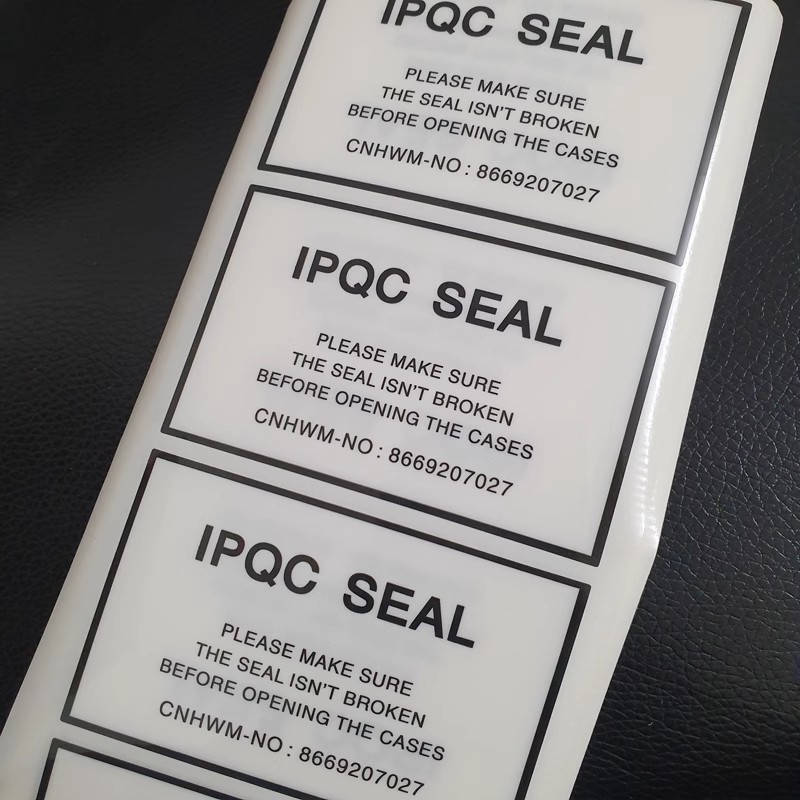 IPQC SEAL
PLEASE MAKE SURE
THE SEAL ISN'T BROKEN
BEFORE OPENING THE CASES
CNHWM-NO : 8669207027
IPQC SEAL
PLEASE MAKE SURE
THE SEAL ISN'T BROKEN
BEFORE OPENING THE CASES
CNHWM-NO : 8669207027
IPQC SEAL
PLEASE MAKE SURE
THE SEAL ISN'T BROKEN
BEFORE OPENING THE CASES
CNHWM-NO : 8669207027